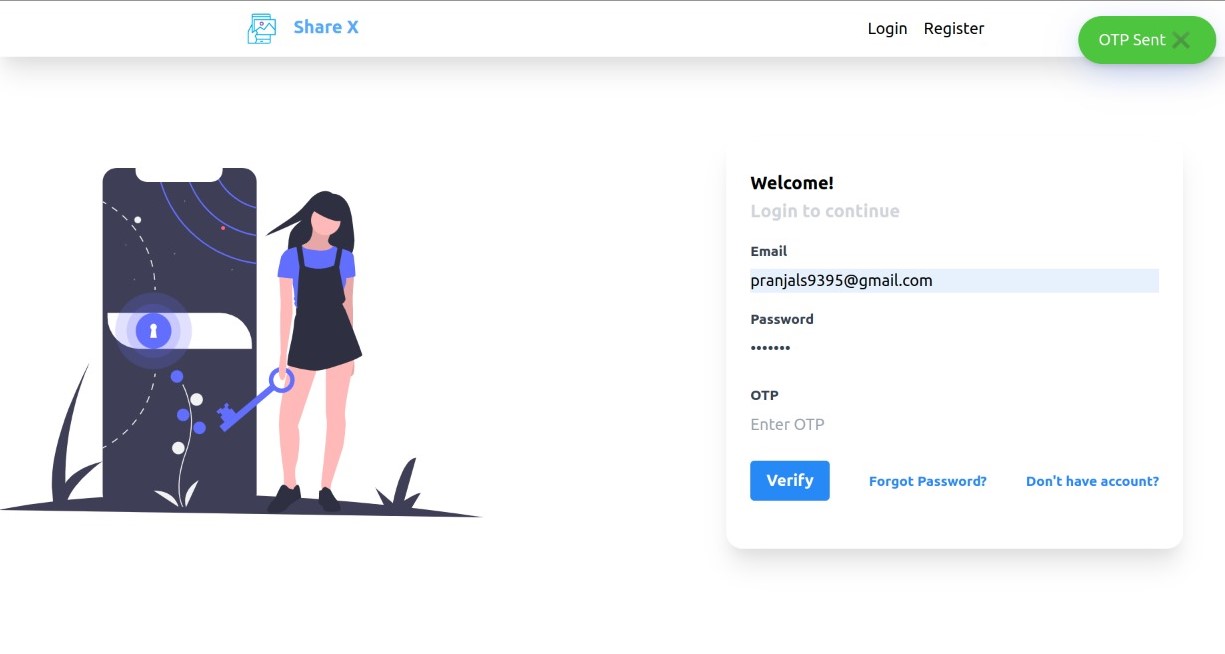 Share X
Login Register
OTP Sent
Welcome!
Login to continue
Email
pranjals9395@gmail.com
Password
•••••••
OTP
Enter OTP
Verify Forgot Password? Don't have account?